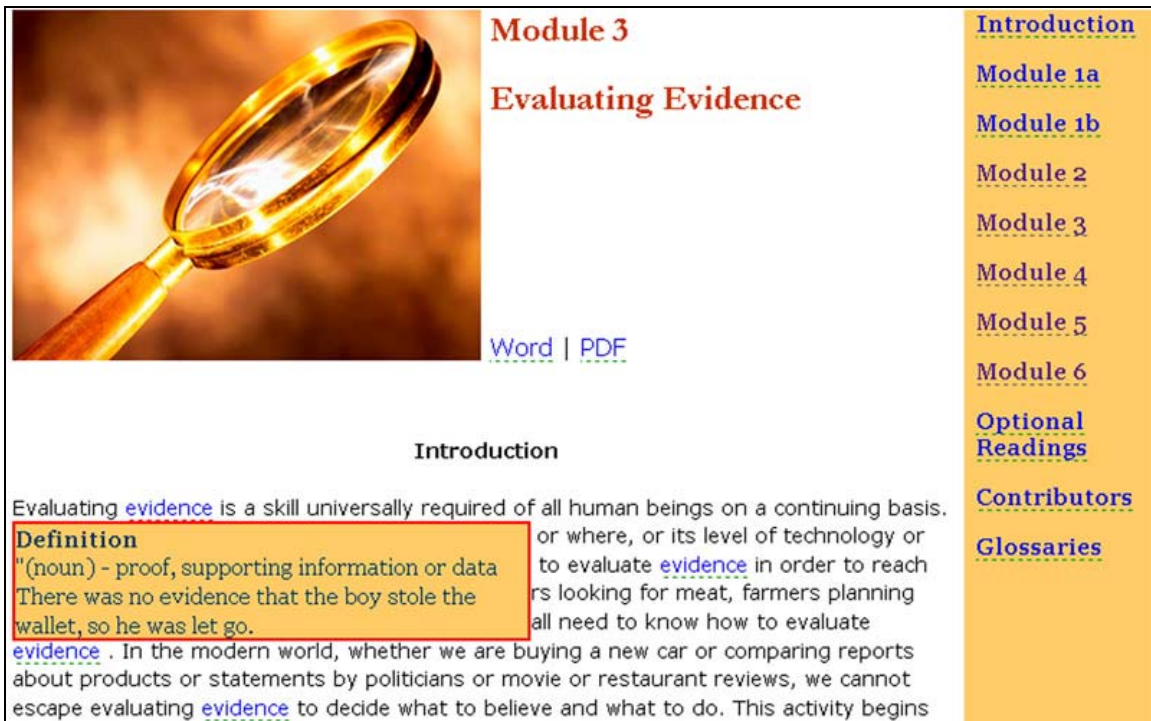 Module 3
Evaluating Evidence
Word | PDF
Introduction
Evaluating evidence is a skill universally required of all human beings on a continuing basis.
Definition
"(noun) - proof, supporting information or data
There was no evidence that the boy stole the
wallet, so he was let go.
or where, or its level of technology or
to evaluate evidence in order to reach
rs looking for meat, farmers planning
all need to know how to evaluate
evidence . In the modern world, whether we are buying a new car or comparing reports
about products or statements by politicians or movie or restaurant reviews, we cannot
escape evaluating evidence to decide what to believe and what to do. This activity begins
Introduction
Module 1a
Module 1b
Module 2
Module 3
Module 4
Module 5
Module 6
Optional
Readings
Contributors
Glossaries